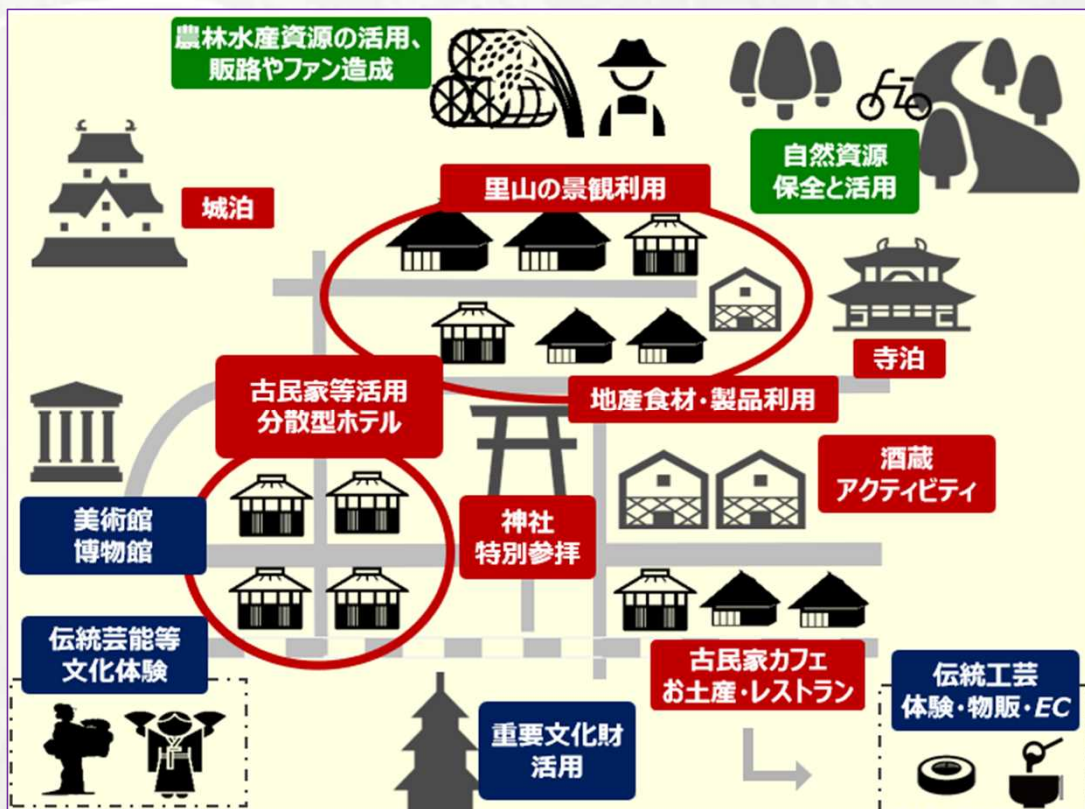 農林水産資源の活用、
販路やファン造成
自然資源
保全と活用
里山の景観利用
城泊
寺泊
古民家等活用
分散型ホテル
地産食材・製品利用
酒蔵
アクティビティ
美術館
博物館
神社
特別参拝
伝統芸能等
文化体験
古民家カフェ
お土産・レストラン
伝統工芸
体験・物販・EC
重要文化財
活用